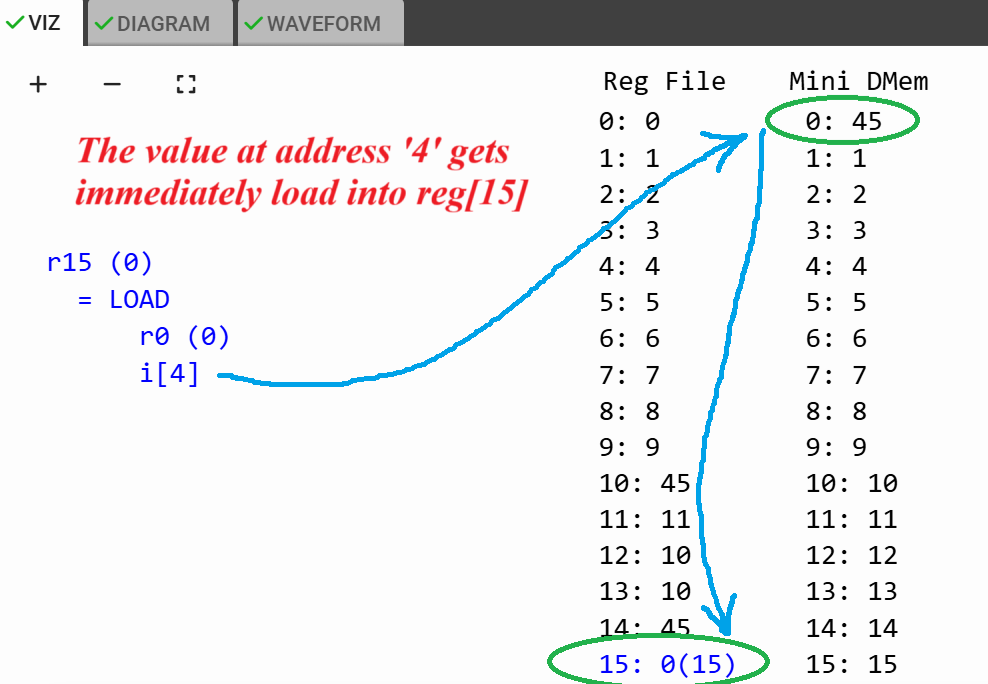 VIZ DIAGRAM WAVEFORM
+ −
Reg File Mini DMem
0: 0 0: 45
The value at address '4' gets
immediately load into reg[15]
1: 1 1: 1
2: 2 2: 2
3: 3 3: 3
r15 (0)
= LOAD
r0 (0)
i[4]
4: 4 4: 4
5: 5 5: 5
6: 6 6: 6
7: 7 7: 7
8: 8 8: 8
9: 9 9: 9
10: 45 10: 10
11: 11 11: 11
12: 10 12: 12
13: 10 13: 13
14: 45 14: 14
15: 0(15) 15: 15